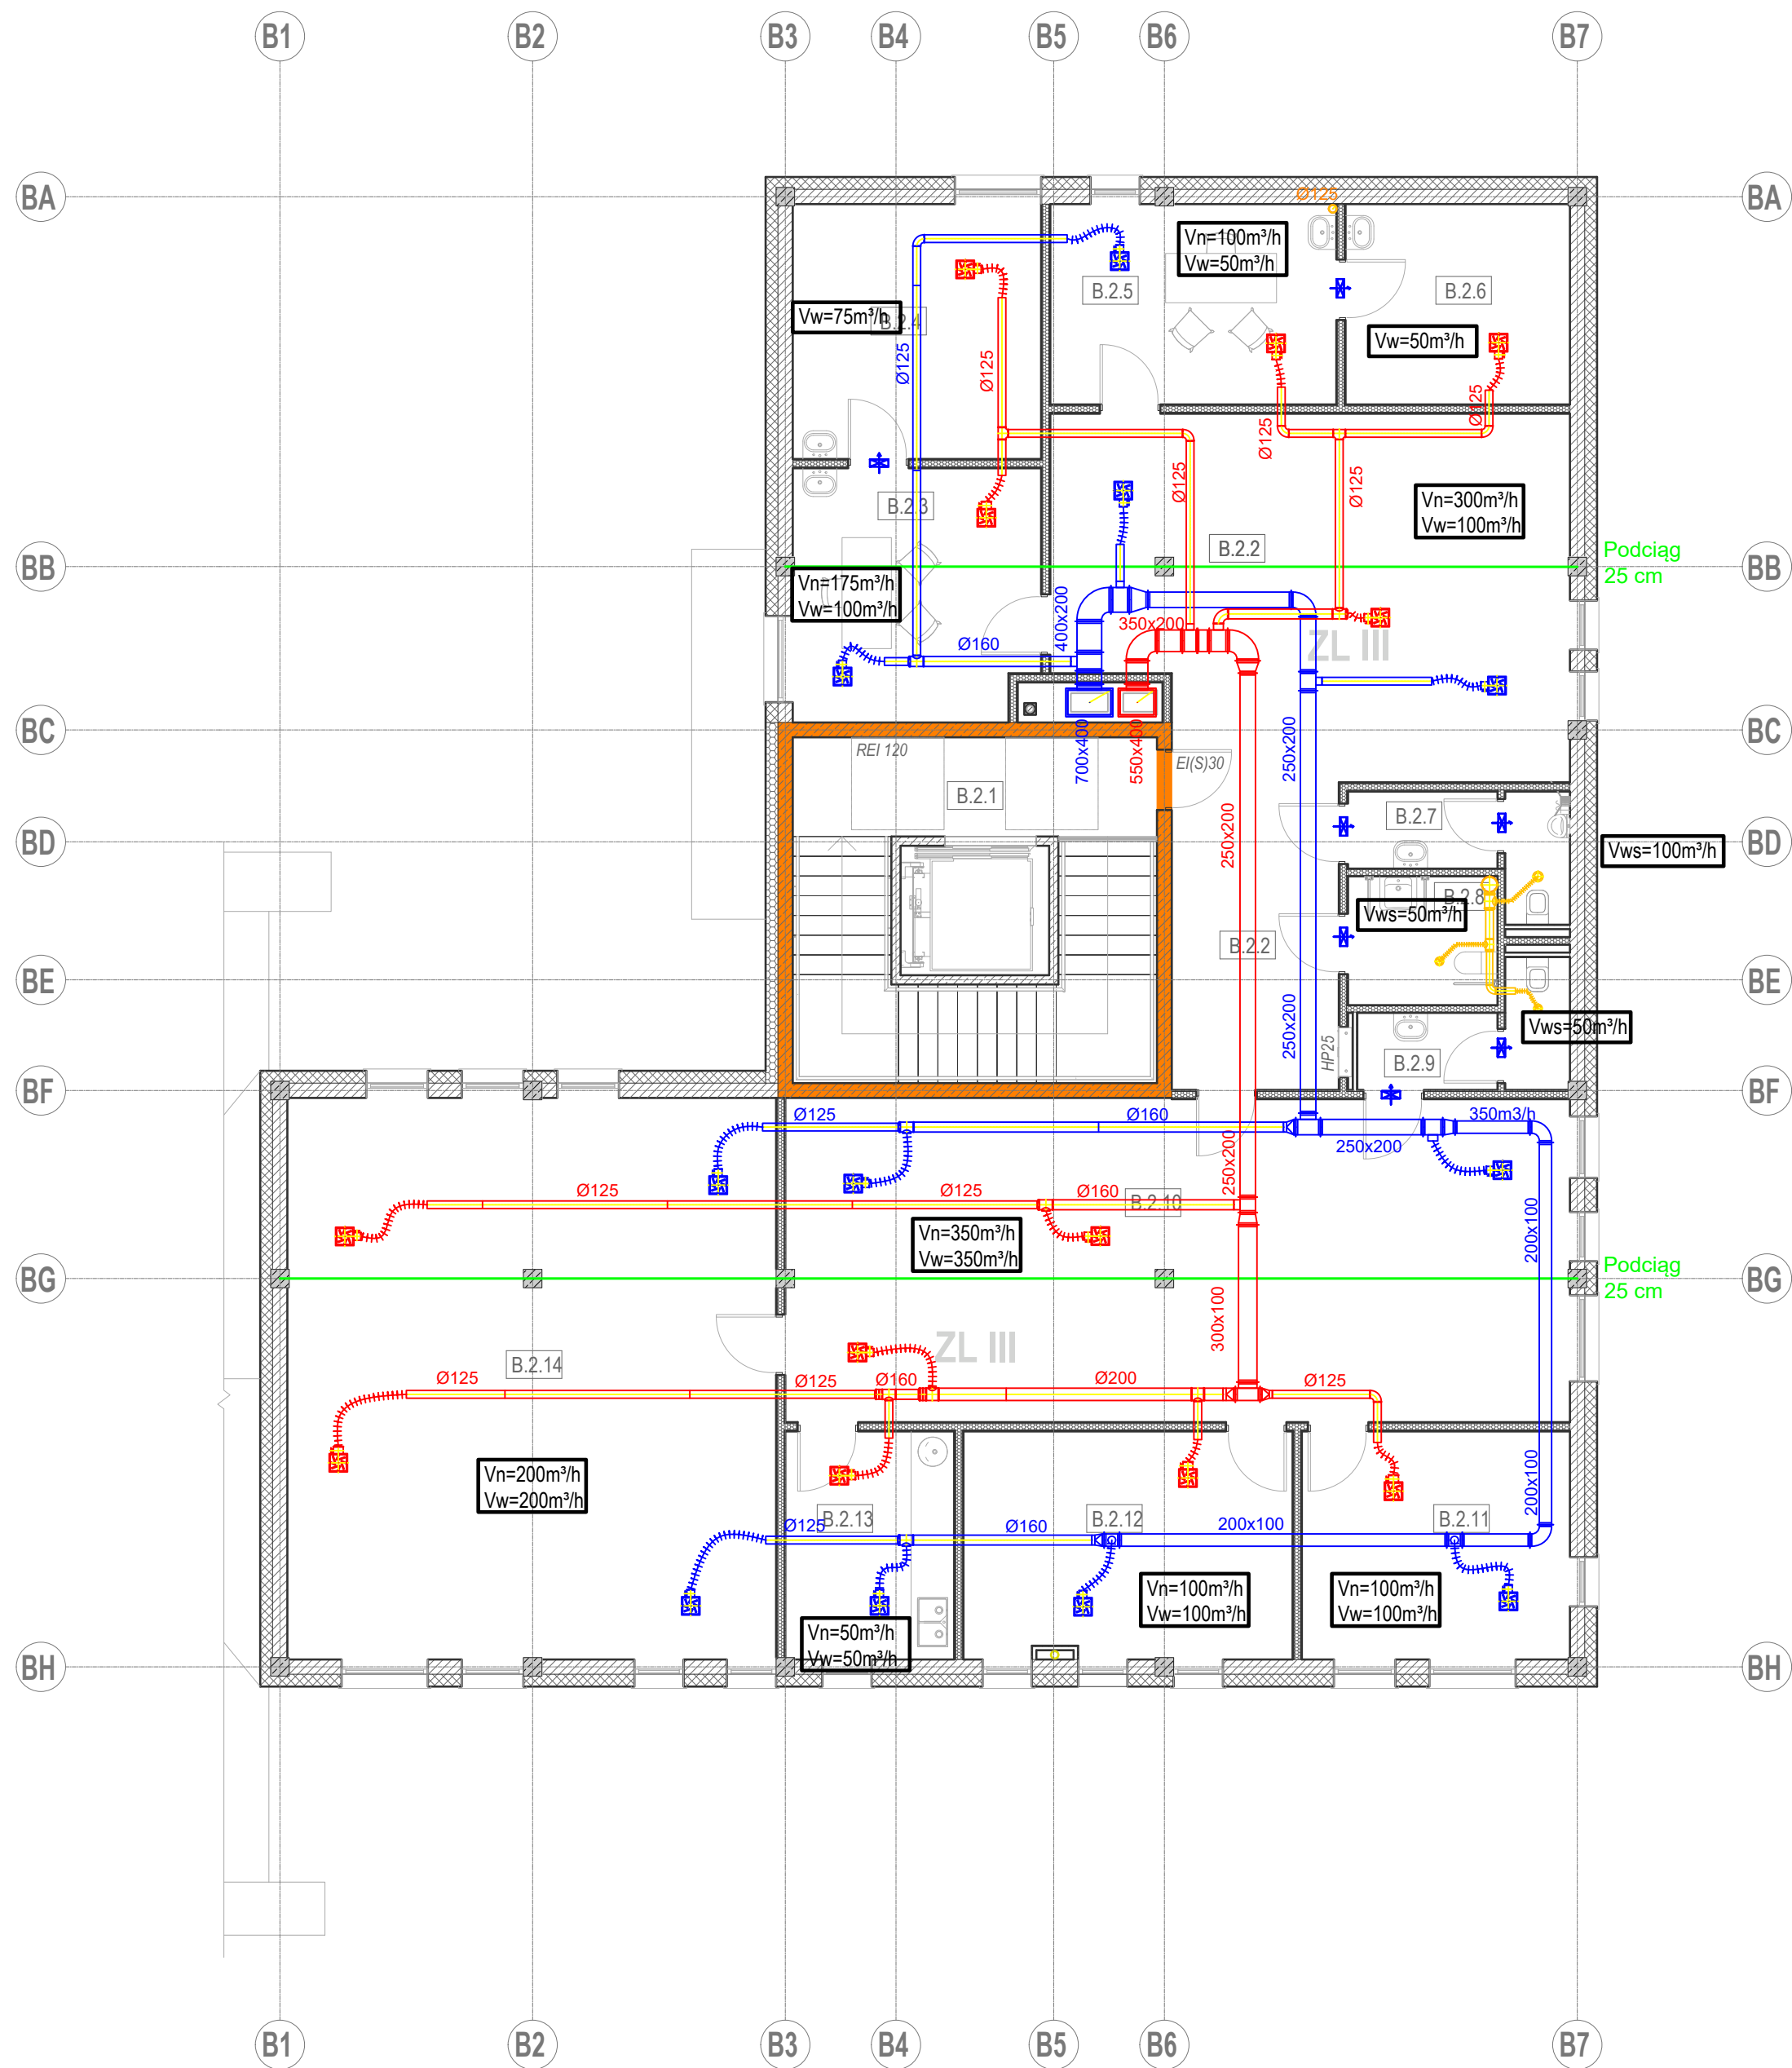 B1 B2 B3 B4 B5 B6 B7
BA BA
Ø125
Vn=100m³/h
Vw=50m³/h
B.2.5
B.2.6
Vw=75m³/h
B.2.4
Vw=50m³/h
Ø125
Ø125
Ø125
Ø125
Ø125
Ø125
B.2.3
Vn=300m³/h
Vw=100m³/h
B.2.2
BB BB
Podciąg
25 cm
Vn=175m³/h
Vw=100m³/h
Ø160
400x200
350x200
ZL III
BC BC
REI 120
700x400
550x400
EI(S)30
250x200
B.2.1
B.2.7
BD BD
250x200
Vws=100m³/h
B.2.8
Vws=50m³/h
B.2.2
BE BE
250x200
Vws=50m³/h
HP25
B.2.9
BF BF
Ø125
Ø160
350m3/h
250x200
250x200
Ø125
Ø125
Ø160
B.2.10
200x100
Vn=350m³/h
Vw=350m³/h
BG BG
Podciąg
25 cm
300x100
ZL III
B.2.14
Ø125
Ø125
Ø160
Ø200
Ø125
Vn=200m³/h
Vw=200m³/h
200x100
Ø125
B.2.13
Ø160
B.2.12
200x100
B.2.11
Vn=100m³/h
Vw=100m³/h
Vn=100m³/h
Vw=100m³/h
Vn=50m³/h
Vw=50m³/h
BH BH
B1 B2 B3 B4 B5 B6 B7